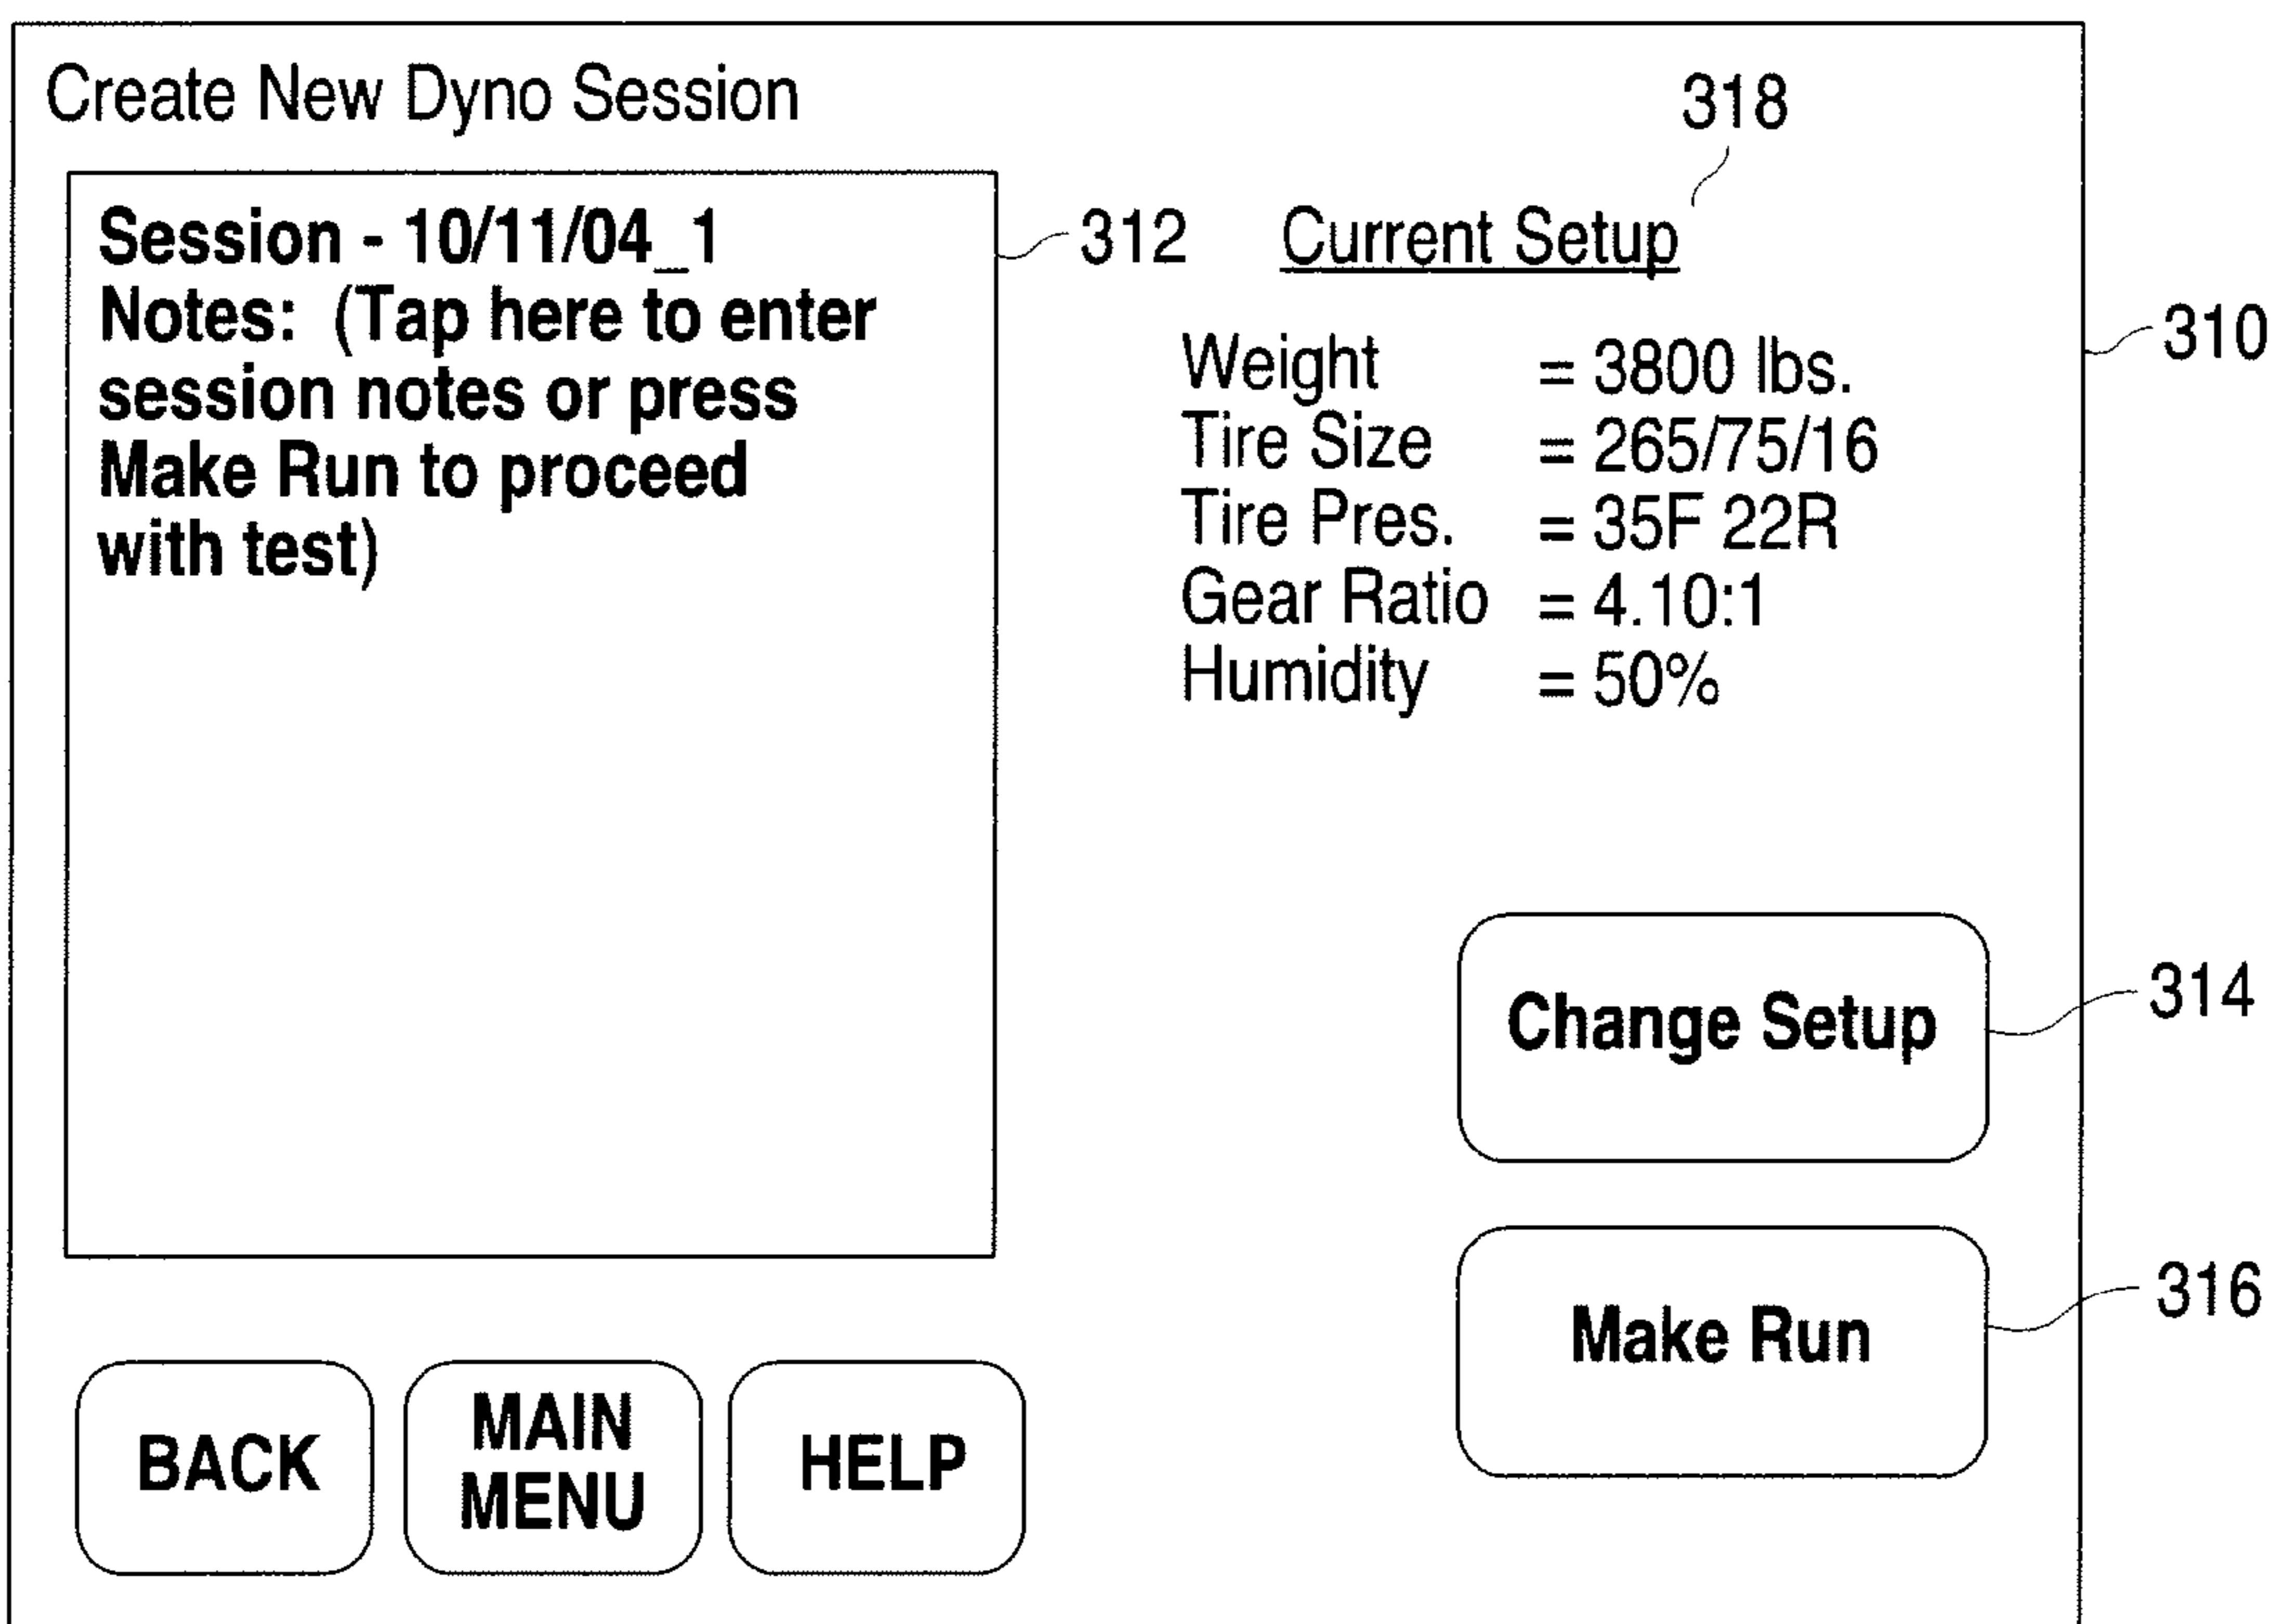 Create New Dyno Session
318
Session - 10/11/04_1
Notes: (Tap here to enter
session notes or press
Make Run to proceed
with test)
312
Current Setup
310
Weight = 3800 lbs.
Tire Size = 265/75/16
Tire Pres. = 35F 22R
Gear Ratio = 4.10:1
Humidity = 50%
Change Setup
314
Make Run
316
BACK
MAIN
MENU
HELP